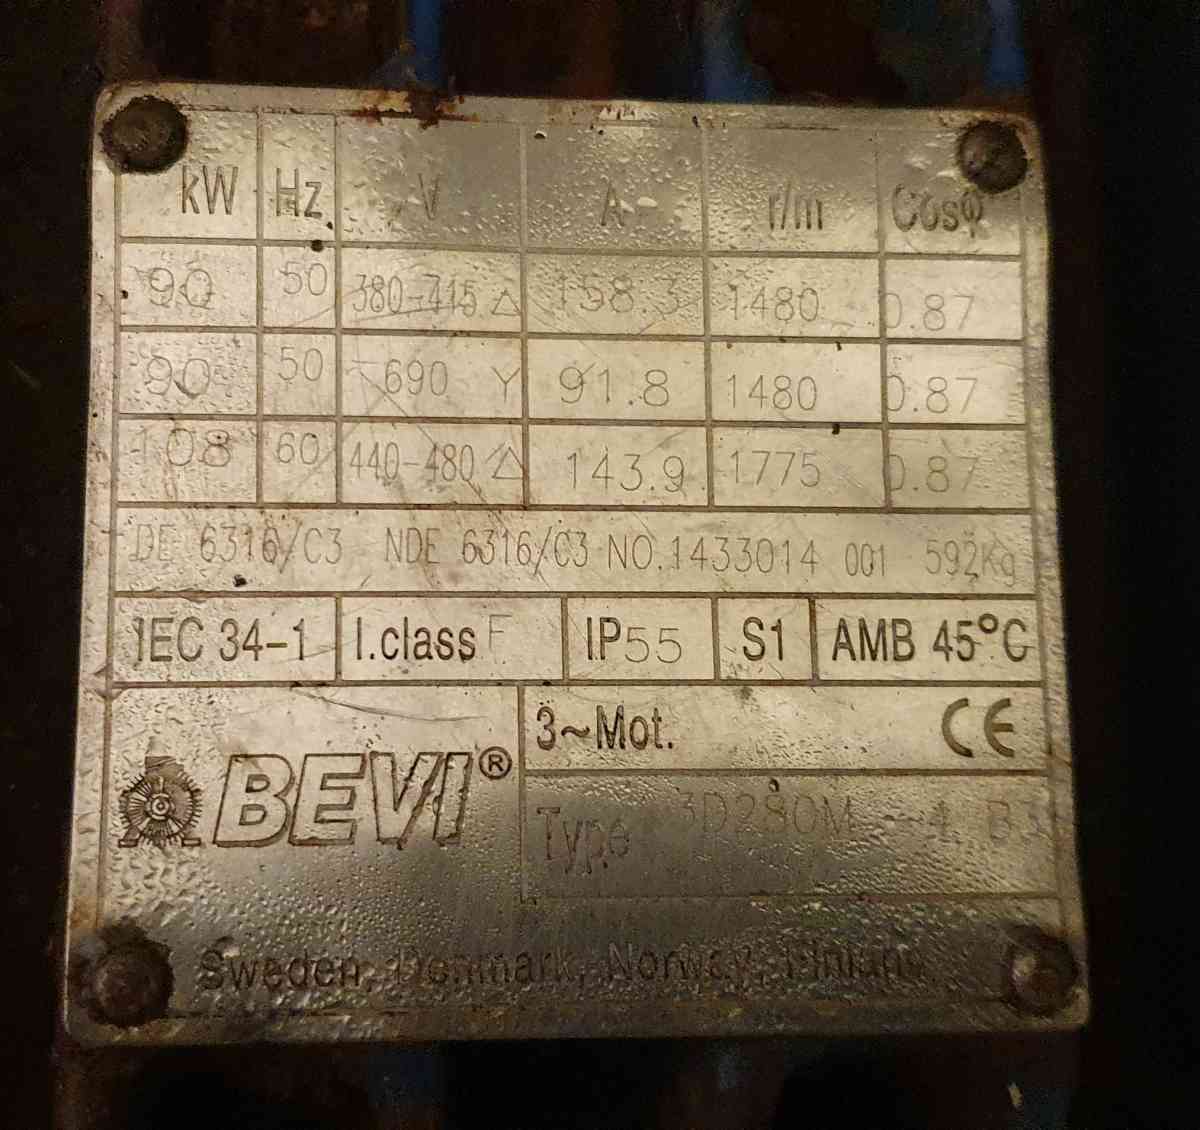 kW Hz V A r/m Cosφ
90 50 380-415 △ 158.3 1480 0.87
90 50 -690 Y 91.8 1480 0.87
108 60 440-480 △ 143.9 1775 0.87
DE 6316/C3 NDE 6316/C3 NO.1433014 001 592Kg
IEC 34-1 I.class F IP55 S1 AMB 45°C
3~Mot. CE
BEVI®
Type 3D280M -4 B3
Sweden, Denmark, Norway, Finland